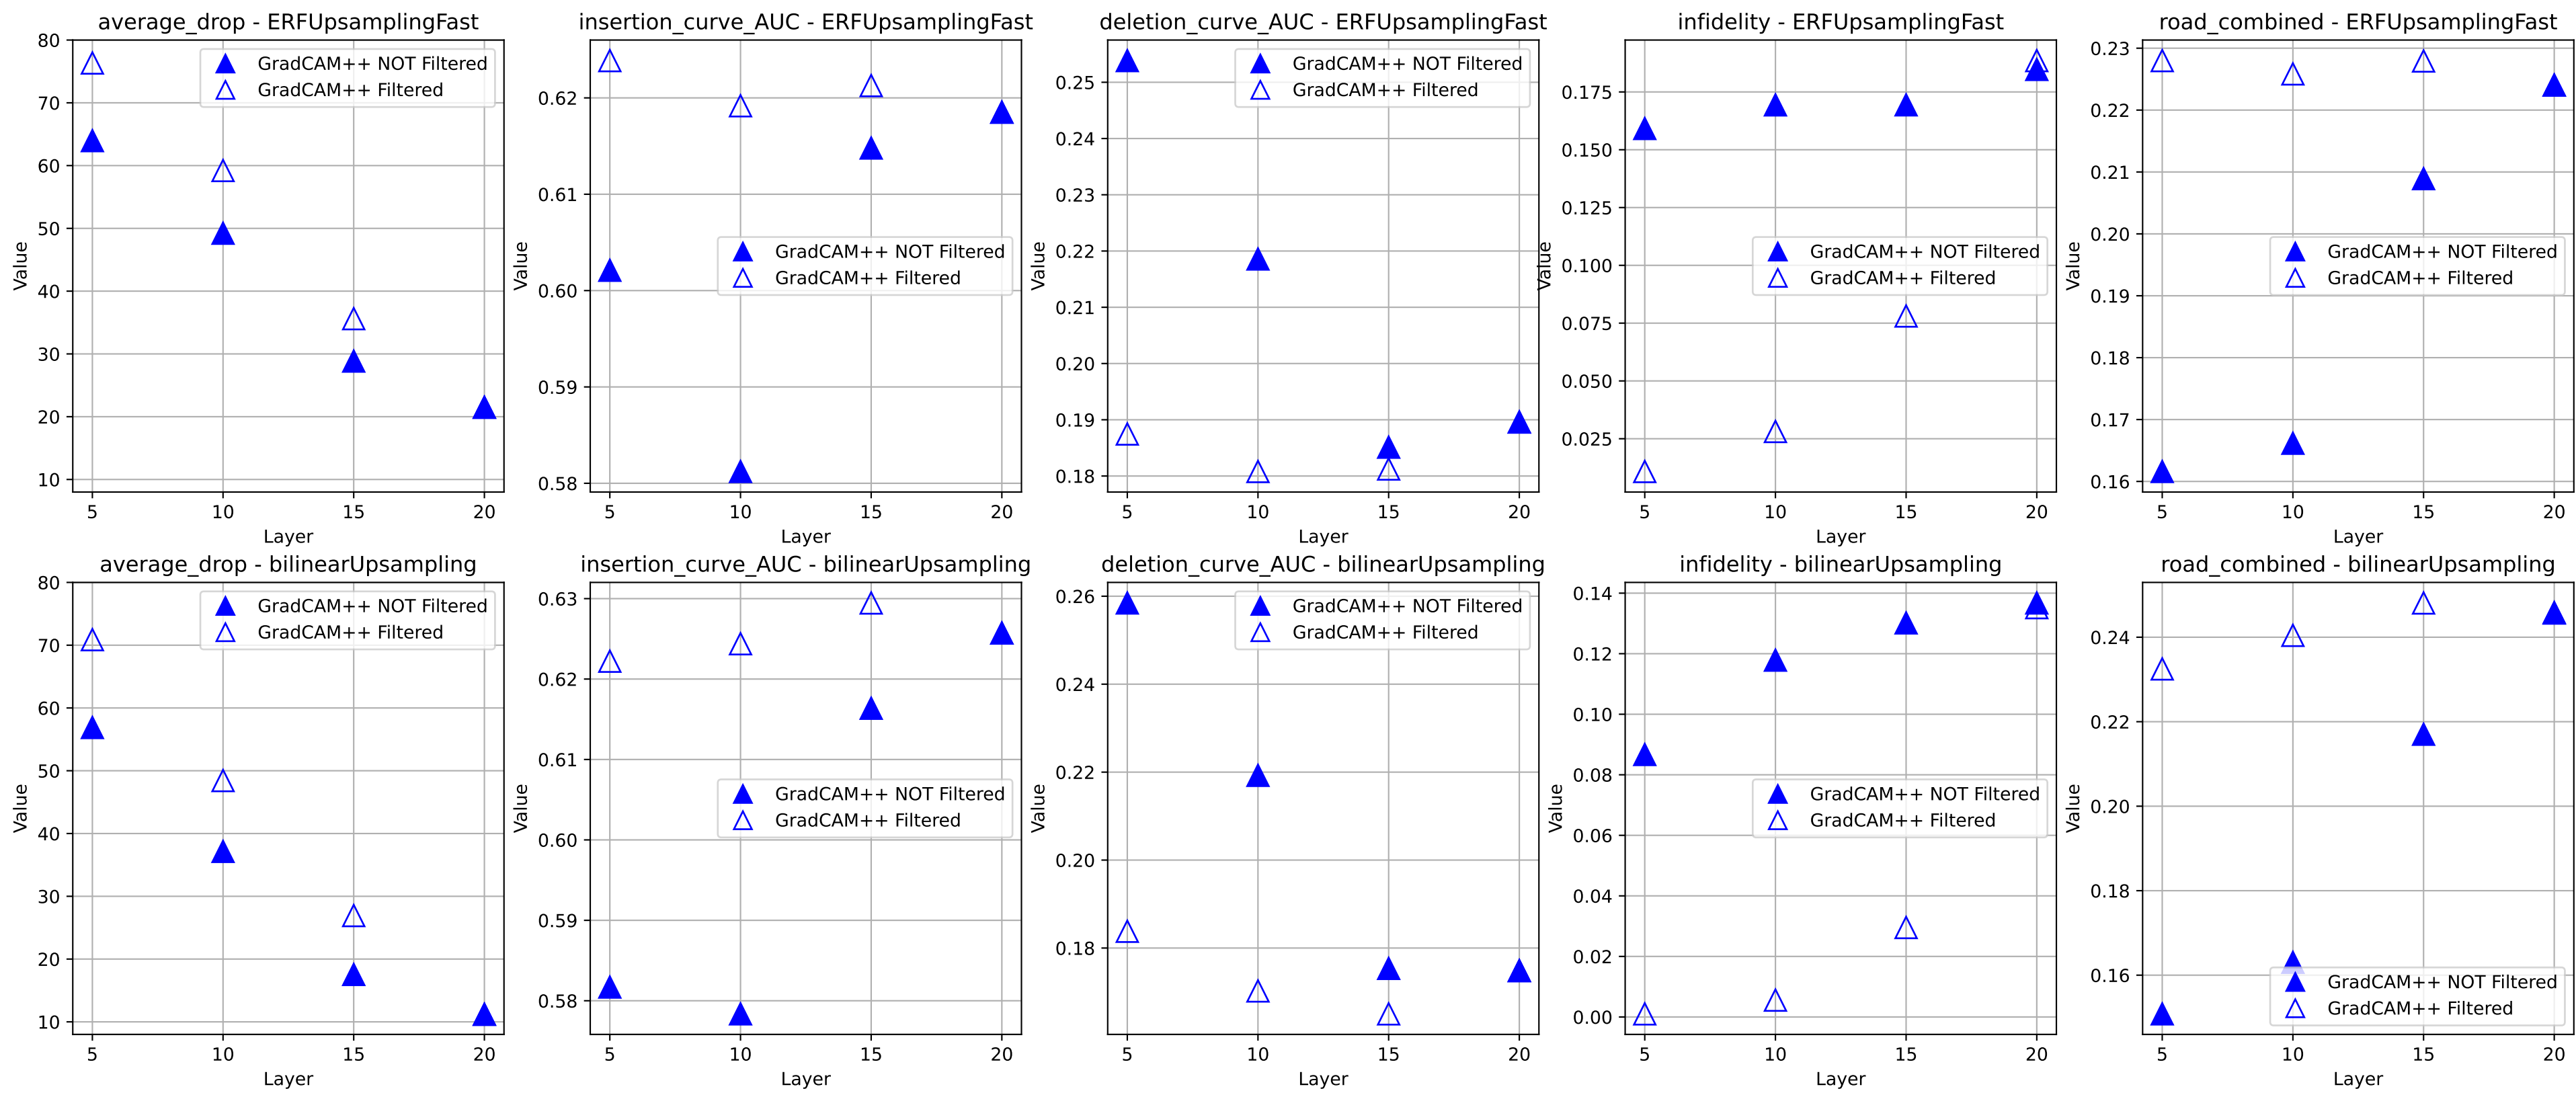 average_drop - ERFUpsamplingFast
80
70
60
50
40
30
20
10
Value
5 10 15 20
Layer
GradCAM++ NOT Filtered
GradCAM++ Filtered
insertion_curve_AUC - ERFUpsamplingFast
0.62
0.61
0.60
0.59
0.58
Value
5 10 15 20
Layer
GradCAM++ NOT Filtered
GradCAM++ Filtered
deletion_curve_AUC - ERFUpsamplingFast
0.25
0.24
0.23
0.22
0.21
0.20
0.19
0.18
Value
5 10 15 20
Layer
GradCAM++ NOT Filtered
GradCAM++ Filtered
infidelity - ERFUpsamplingFast
0.175
0.150
0.125
0.100
0.075
0.050
0.025
Value
5 10 15 20
Layer
GradCAM++ NOT Filtered
GradCAM++ Filtered
road_combined - ERFUpsamplingFast
0.23
0.22
0.21
0.20
0.19
0.18
0.17
0.16
Value
5 10 15 20
Layer
GradCAM++ NOT Filtered
GradCAM++ Filtered
average_drop - bilinearUpsampling
80
70
60
50
40
30
20
10
Value
5 10 15 20
Layer
GradCAM++ NOT Filtered
GradCAM++ Filtered
insertion_curve_AUC - bilinearUpsampling
0.63
0.62
0.61
0.60
0.59
0.58
Value
5 10 15 20
Layer
GradCAM++ NOT Filtered
GradCAM++ Filtered
deletion_curve_AUC - bilinearUpsampling
0.26
0.24
0.22
0.20
0.18
Value
5 10 15 20
Layer
GradCAM++ NOT Filtered
GradCAM++ Filtered
infidelity - bilinearUpsampling
0.14
0.12
0.10
0.08
0.06
0.04
0.02
0.00
Value
5 10 15 20
Layer
GradCAM++ NOT Filtered
GradCAM++ Filtered
road_combined - bilinearUpsampling
0.24
0.22
0.20
0.18
0.16
Value
5 10 15 20
Layer
GradCAM++ NOT Filtered
GradCAM++ Filtered